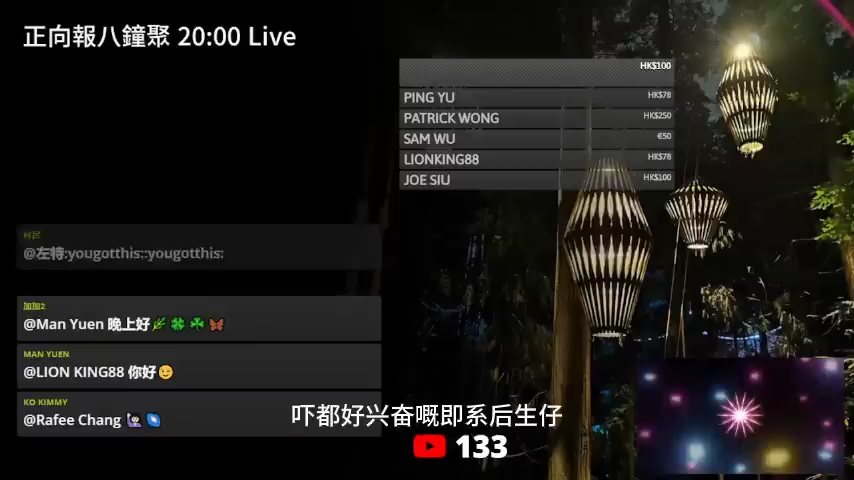 正向報八鐘聚 20:00 Live
HK$100
PING YU HK$78
PATRICK WONG HK$250
SAM WU €50
LIONKING88 HK$78
JOE SIU HK$100
@左特:yougotthis::yougotthis:
加加2
@Man Yuen 晚上好🌿 🍀 ☘️ 🦋
MAN YUEN
@LION KING88 你好😉
KO KIMMY
@Rafee Chang 🙋🏻‍♀️ 🧿
吓都好兴奋嘅即系后生仔
133